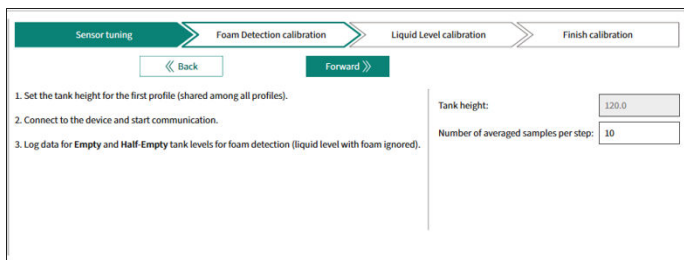 Sensor tuning Foam Detection calibration Liquid Level calibration Finish calibration
Back Forward
1. Set the tank height for the first profile (shared among all profiles).
2. Connect to the device and start communication.
3. Log data for Empty and Half-Empty tank levels for foam detection (liquid level with foam ignored).
Tank height: 120.0
Number of averaged samples per step: 10